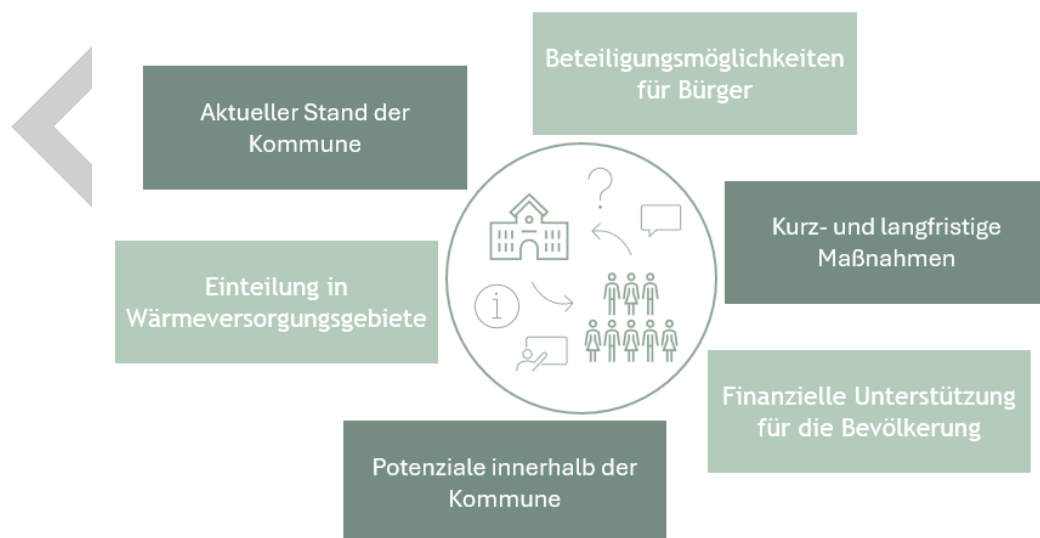 Beteiligungsmöglichkeiten
für Bürger
Aktueller Stand der
Kommune
Kurz- und langfristige
Maßnahmen
Einteilung in
Wärmeversorgungsgebiete
Finanzielle Unterstützung
für die Bevölkerung
Potenziale innerhalb der
Kommune